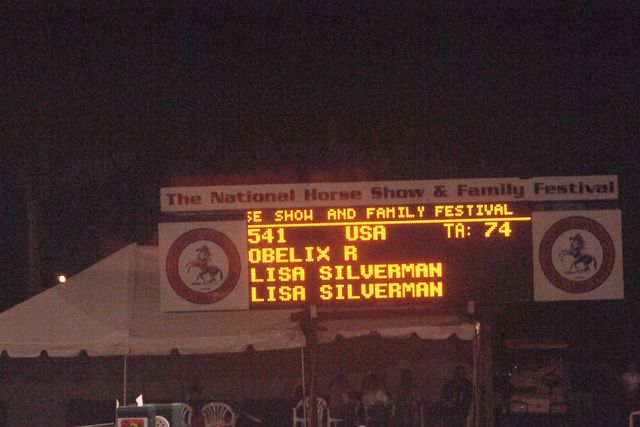 The National Horse Show & Family Festival
SE SHOW AND FAMILY FESTIVAL
541 USA TA: 74
OBELIX R
LISA SILVERMAN
LISA SILVERMAN